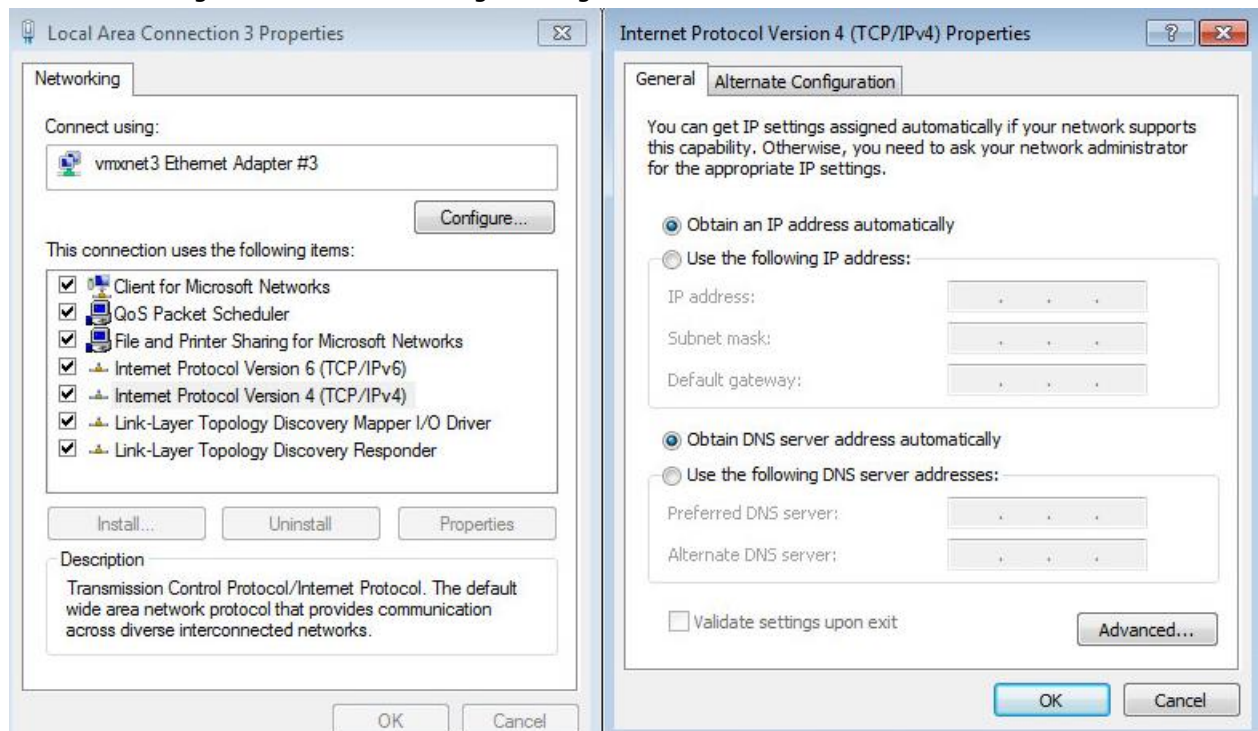 Local Area Connection 3 Properties
Networking
Connect using:
vmxnet3 Ethernet Adapter #3
Configure...
This connection uses the following items:
Client for Microsoft Networks
QoS Packet Scheduler
File and Printer Sharing for Microsoft Networks
Internet Protocol Version 6 (TCP/IPv6)
Internet Protocol Version 4 (TCP/IPv4)
Link-Layer Topology Discovery Mapper I/O Driver
Link-Layer Topology Discovery Responder
Install...
Uninstall
Properties
Description
Transmission Control Protocol/Internet Protocol. The default
wide area network protocol that provides communication
across diverse interconnected networks.
OK
Cancel
Internet Protocol Version 4 (TCP/IPv4) Properties
General
Alternate Configuration
You can get IP settings assigned automatically if your network supports
this capability. Otherwise, you need to ask your network administrator
for the appropriate IP settings.
Obtain an IP address automatically
Use the following IP address:
IP address:
Subnet mask:
Default gateway:
Obtain DNS server address automatically
Use the following DNS server addresses:
Preferred DNS server:
Alternate DNS server:
Validate settings upon exit
Advanced...
OK
Cancel